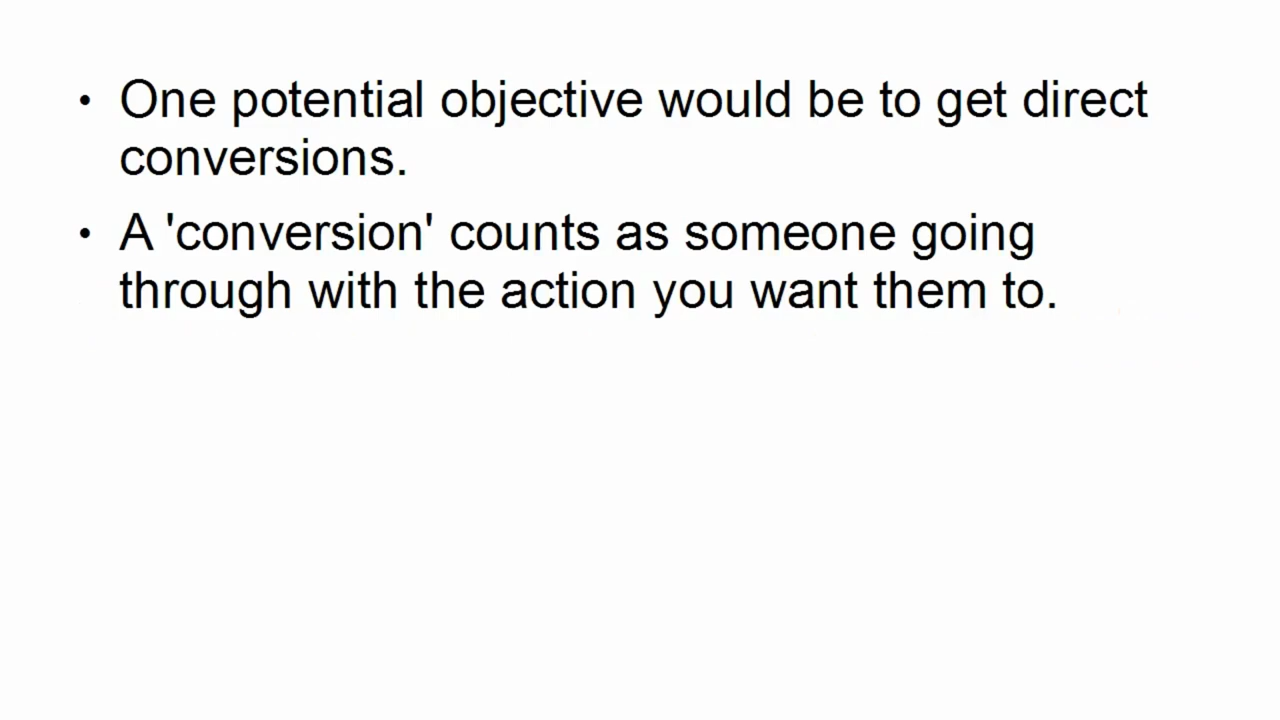 • One potential objective would be to get direct
conversions.
• A 'conversion' counts as someone going
through with the action you want them to.